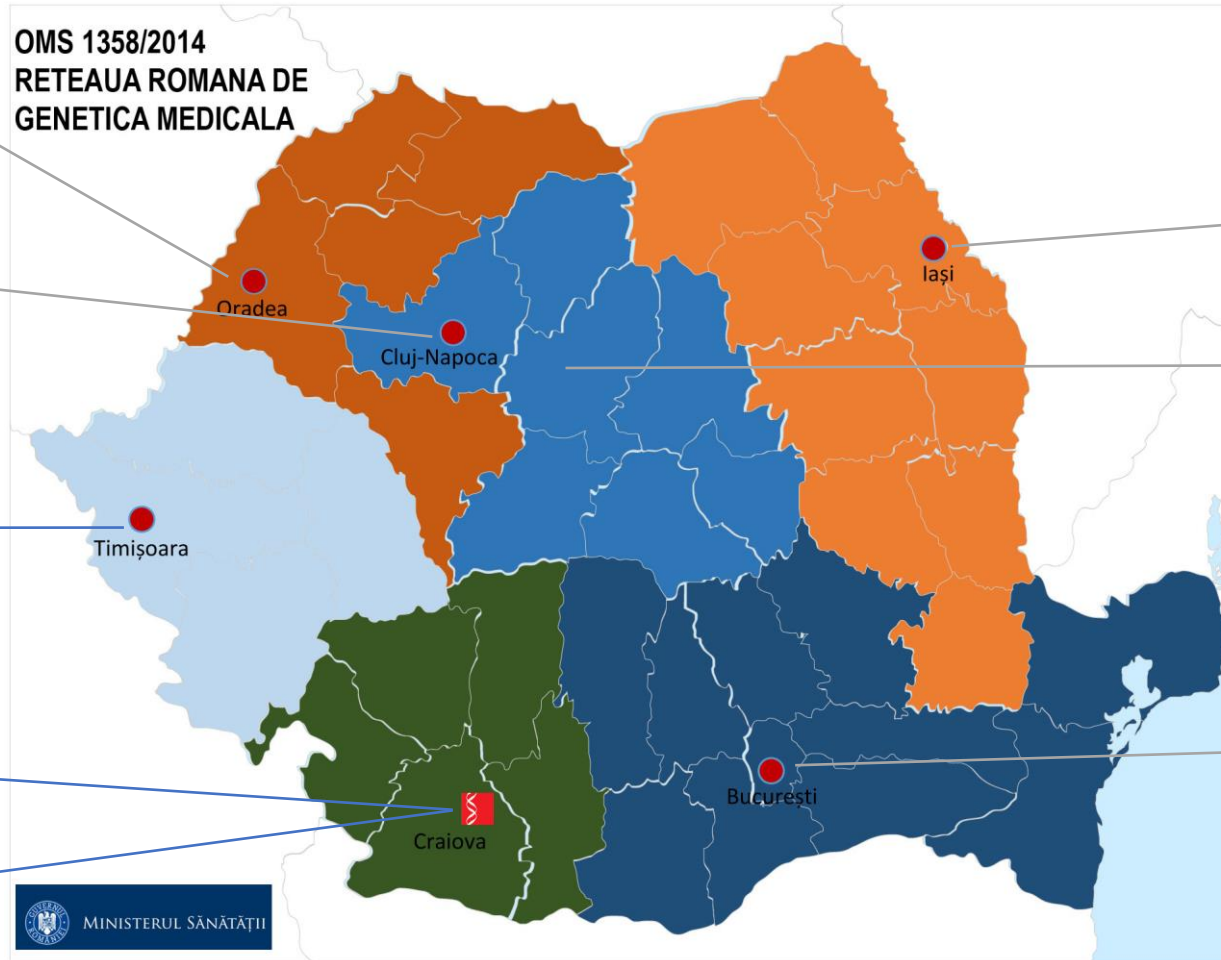 OMS 1358/2014
RETEAUA ROMANA DE
GENETICA MEDICALA
Iași
Oradea
Cluj-Napoca
Timișoara
București
Craiova
MINISTERUL SĂNĂTĂȚII